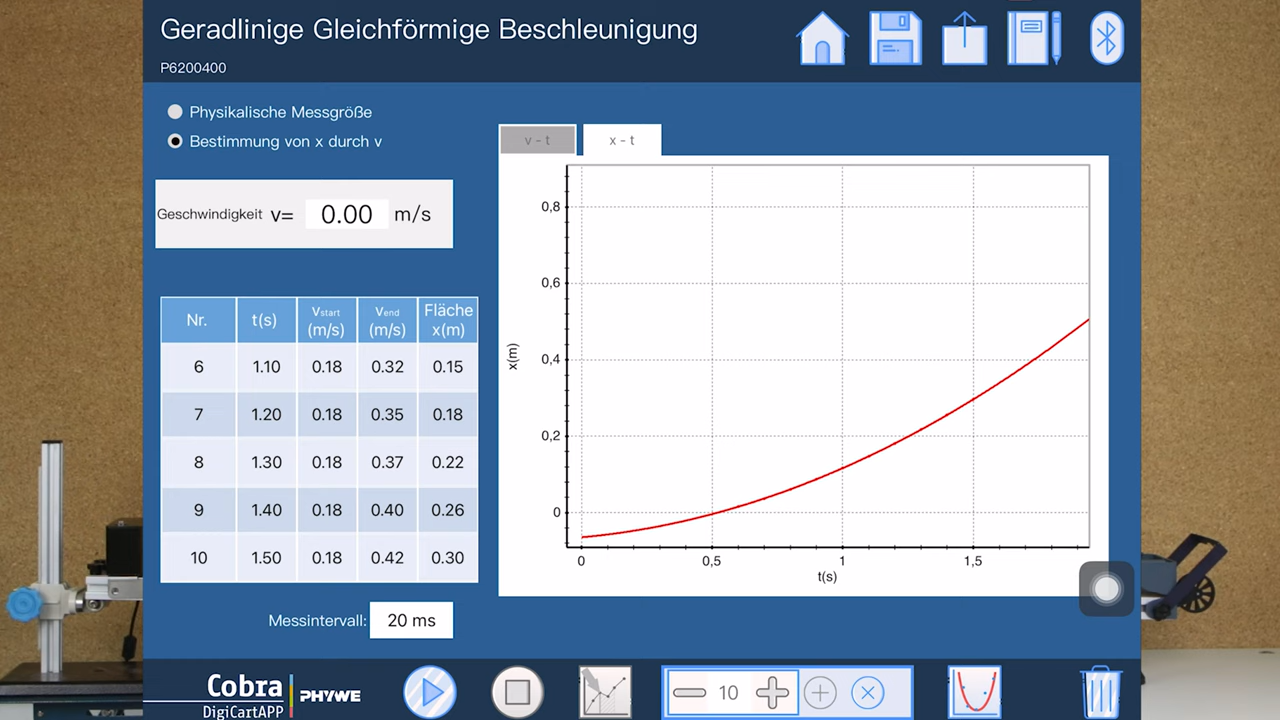 Geradlinige Gleichförmige Beschleunigung
P6200400
Physikalische Messgröße
Bestimmung von x durch v
Geschwindigkeit v= 0.00 m/s
v - t
x - t
Nr. t(s) vstart (m/s) vend (m/s) Fläche x(m)
6 1.10 0.18 0.32 0.15
7 1.20 0.18 0.35 0.18
8 1.30 0.18 0.37 0.22
9 1.40 0.18 0.40 0.26
10 1.50 0.18 0.42 0.30
Messintervall: 20 ms
0,8
0,6
0,4
0,2
0
x(m)
0 0,5 1 1,5
t(s)
Cobra
DigiCartAPP
PHYWE
10